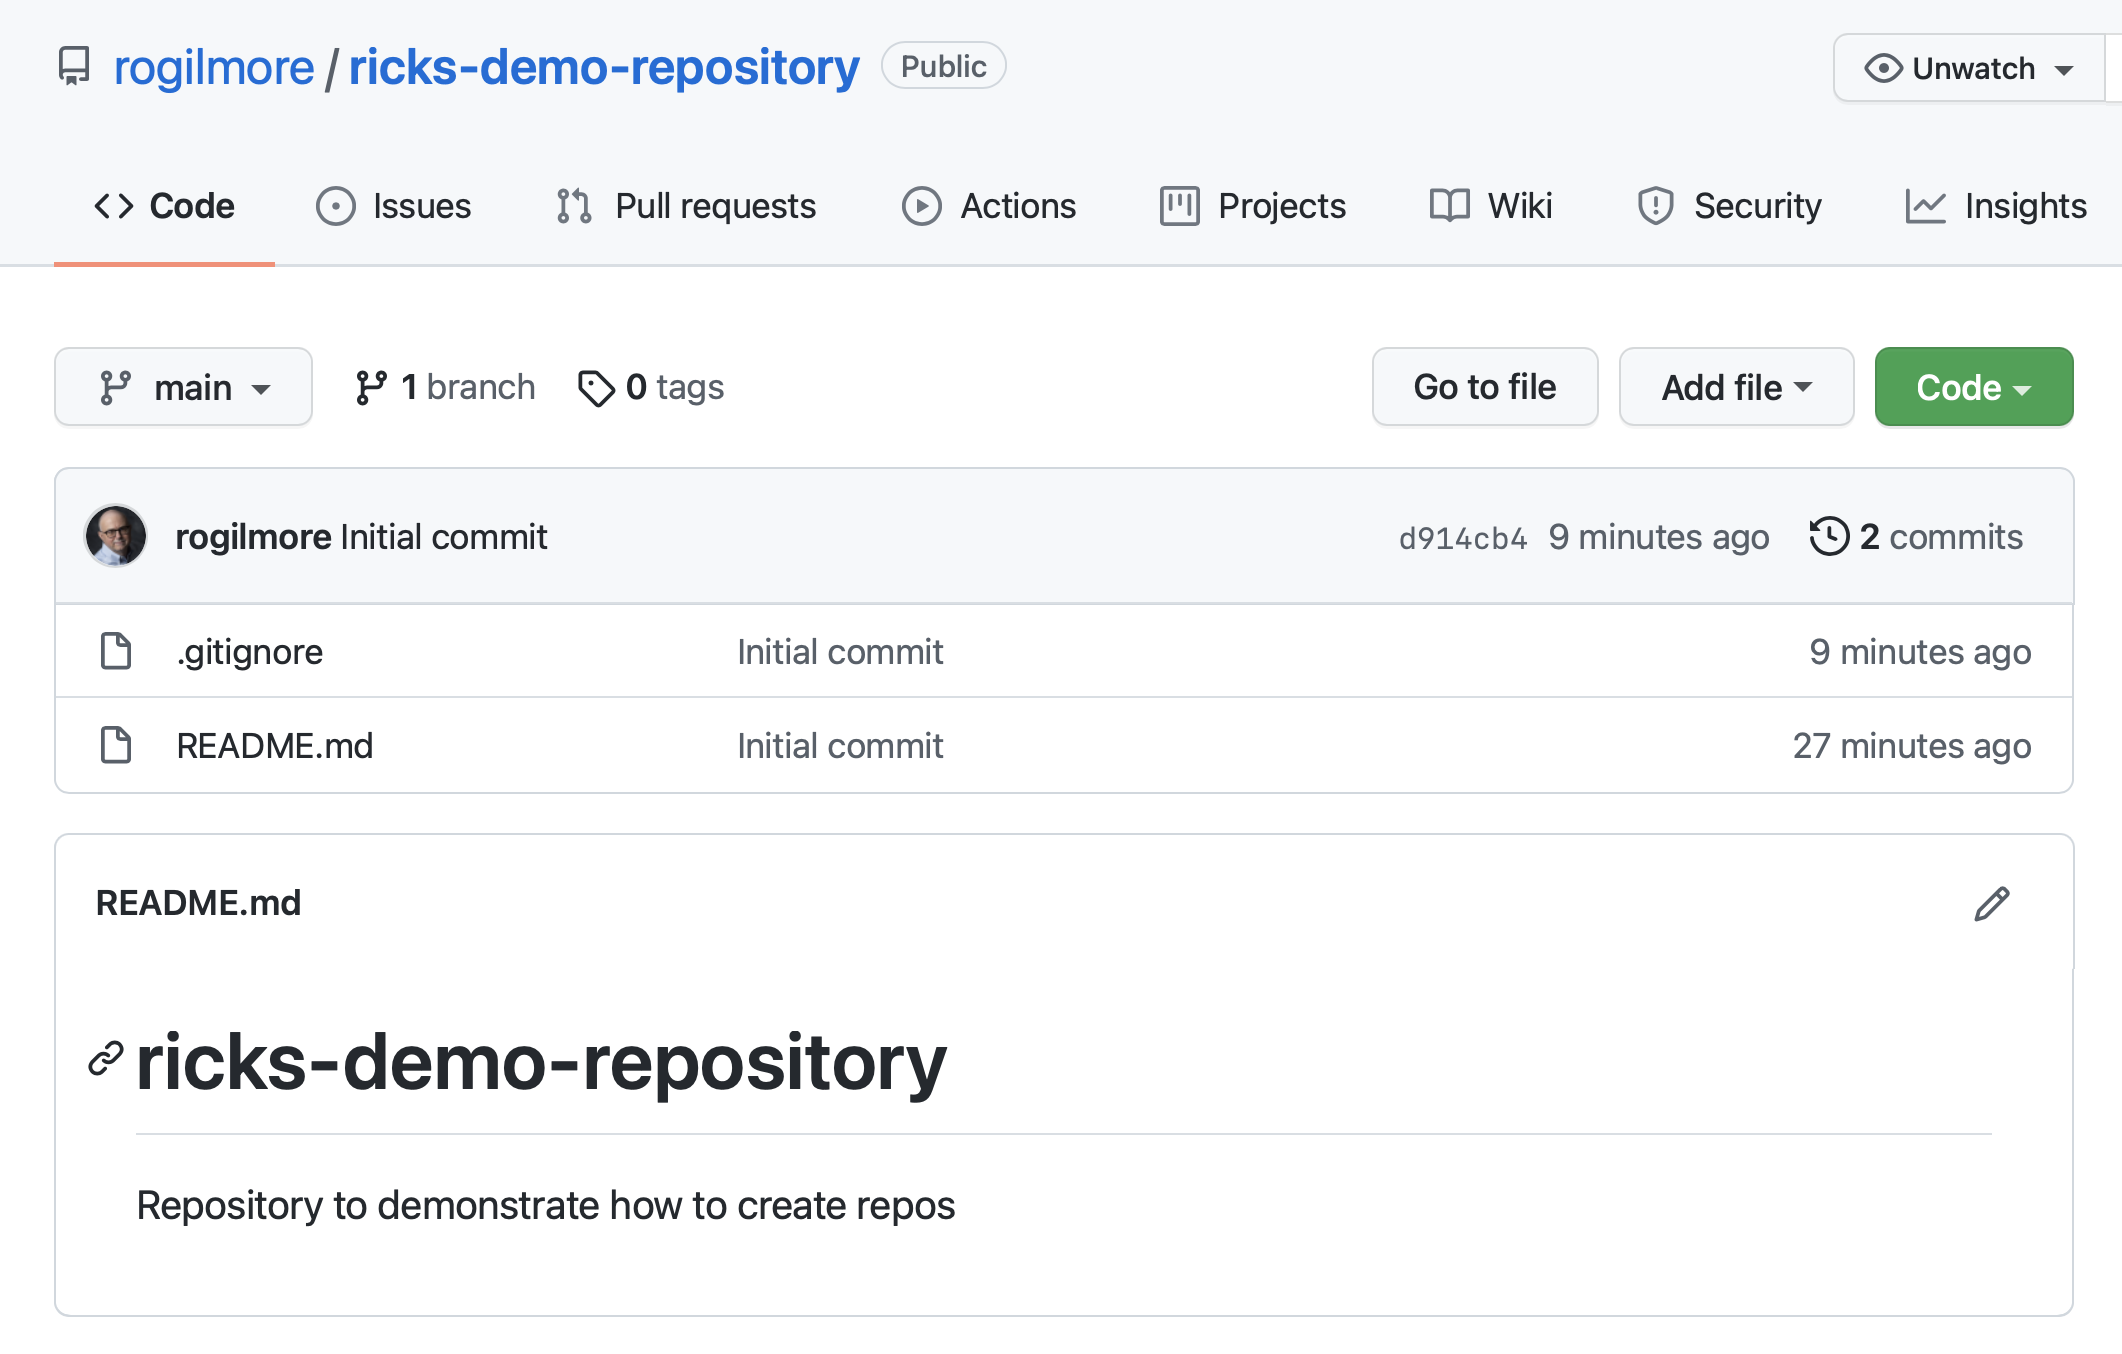 rogilmore / ricks-demo-repository Public Unwatch
Code Issues Pull requests Actions Projects Wiki Security Insights
main 1 branch 0 tags Go to file Add file Code
rogilmore Initial commit d914cb4 9 minutes ago 2 commits
.gitignore Initial commit 9 minutes ago
README.md Initial commit 27 minutes ago
README.md
ricks-demo-repository
Repository to demonstrate how to create repos